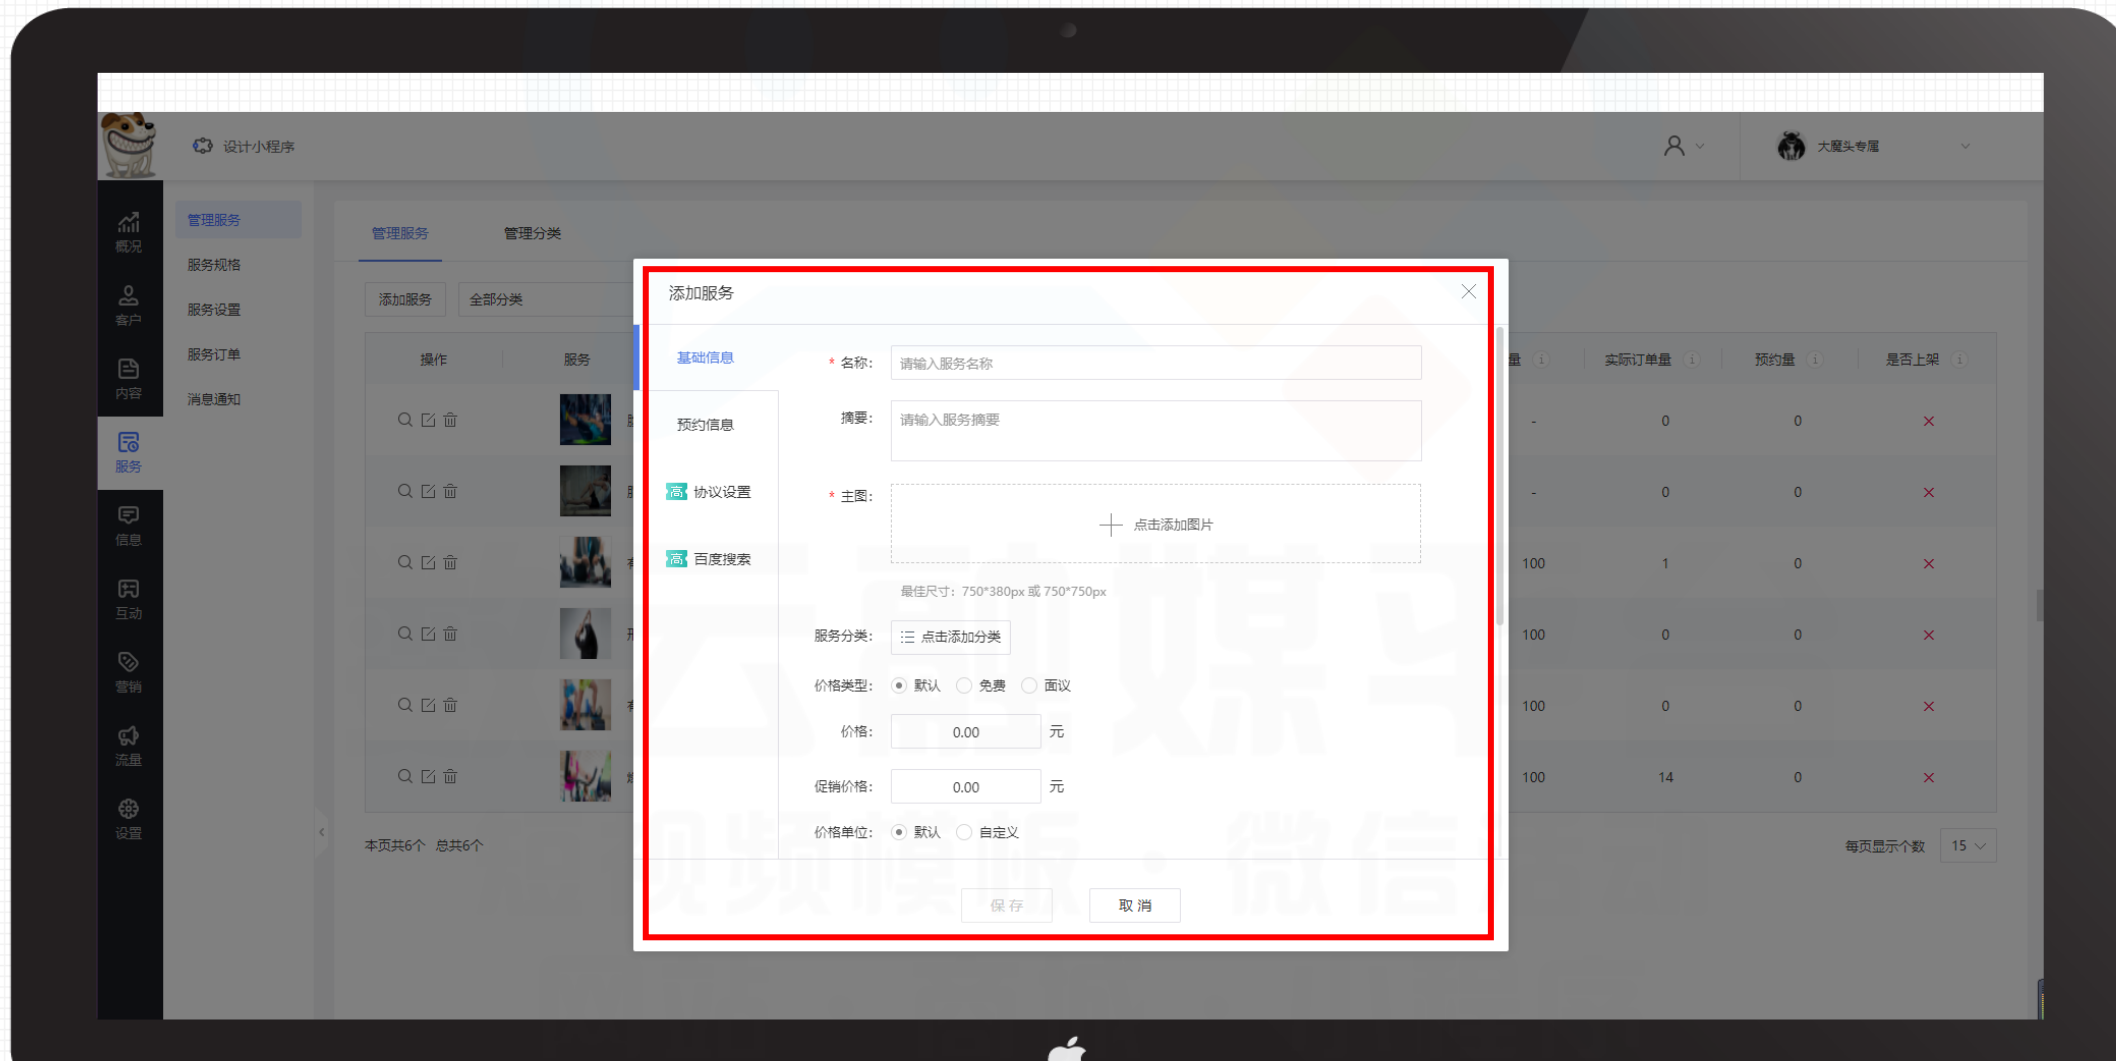 设计小程序
大魔头专属
概况
客户
内容
服务
信息
互动
营销
流量
设置
管理服务
服务规格
服务设置
服务订单
消息通知
管理服务 管理分类
添加服务 全部分类
操作 服务 量 实际订单量 预约量 是否上架
- 0 0
- 0 0
100 1 0
100 0 0
100 0 0
100 14 0
本页共6个 总共6个
每页显示个数 15
添加服务
基础信息
预约信息
高 协议设置
高 百度搜索
* 名称: 请输入服务名称
摘要: 请输入服务摘要
* 主图: 点击添加图片
最佳尺寸: 750*380px 或 750*750px
服务分类: 点击添加分类
价格类型: 默认 免费 面议
价格: 0.00 元
促销价格: 0.00 元
价格单位: 默认 自定义
保存 取消